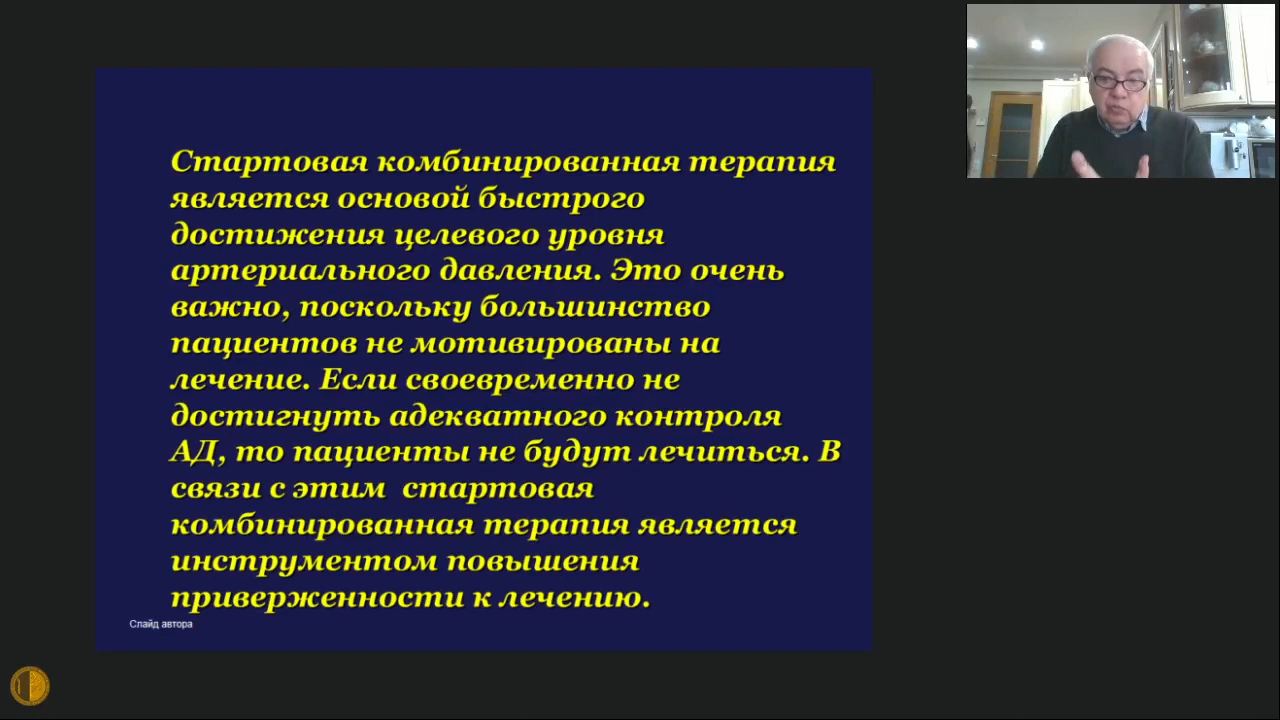 Стартовая комбинированная терапия
является основой быстрого
достижения целевого уровня
артериального давления. Это очень
важно, поскольку большинство
пациентов не мотивированы на
лечение. Если своевременно не
достигнуть адекватного контроля
АД, то пациенты не будут лечиться. В
связи с этим  стартовая
комбинированная терапия является
инструментом повышения
приверженности к лечению.
Слайд автора